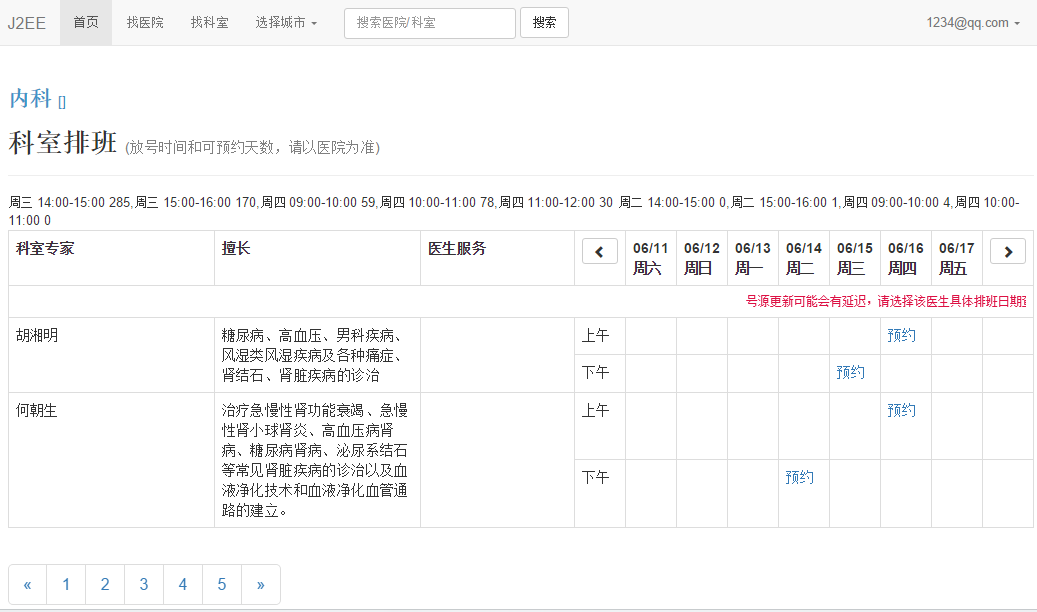 J2EE 首页 找医院 找科室 选择城市 搜索医院/科室 搜索 1234@qq.com
内科 []
科室排班 (放号时间和可预约天数，请以医院为准)
周三 14:00-15:00 285,周三 15:00-16:00 170,周四 09:00-10:00 59,周四 10:00-11:00 78,周四 11:00-12:00 30 周二 14:00-15:00 0,周二 15:00-16:00 1,周四 09:00-10:00 4,周四 10:00-
11:00 0
科室专家 擅长 医生服务 06/11 06/12 06/13 06/14 06/15 06/16 06/17
周六 周日 周一 周二 周三 周四 周五
号源更新可能会有延迟，请选择该医生具体排班日期
胡湘明 糖尿病、高血压、男科疾病、 上午 预约
风湿类风湿疾病及各种痛症、
肾结石、肾脏疾病的诊治 下午 预约
何朝生 治疗急慢性肾功能衰竭、急慢 上午 预约
性肾小球肾炎、高血压病肾
病、糖尿病肾病、泌尿系结石
等常见肾脏疾病的诊治以及血 下午 预约
液净化技术和血液净化血管通
路的建立。
« 1 2 3 4 5 »